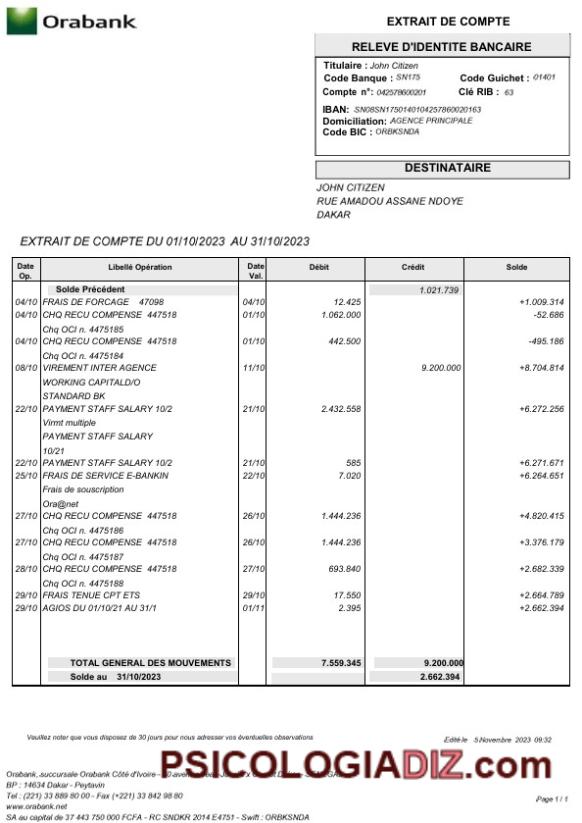 Orabank
EXTRAIT DE COMPTE
RELEVE D'IDENTITE BANCAIRE
Titulaire : John Citizen
Code Banque : SN175 Code Guichet : 01401
Compte n°: 042578600201 Clé RIB : 63
IBAN: SN08SN1750140104257860020163
Domiciliation: AGENCE PRINCIPALE
Code BIC : ORBKSNDA
DESTINATAIRE
JOHN CITIZEN
RUE AMADOU ASSANE NDOYE
DAKAR
EXTRAIT DE COMPTE DU 01/10/2023 AU 31/10/2023
Date Op. Libellé Opération Date Val. Débit Crédit Solde
Solde Précédent 1.021.739
04/10 FRAIS DE FORCAGE 47098 04/10 12.425 +1.009.314
04/10 CHQ RECU COMPENSE 447518 01/10 1.062.000 -52.686
Chq OCI n. 4475185
04/10 CHQ RECU COMPENSE 447518 01/10 442.500 -495.186
Chq OCI n. 4475184
08/10 VIREMENT INTER AGENCE 11/10 9.200.000 +8.704.814
WORKING CAPITALD/O
STANDARD BK
22/10 PAYMENT STAFF SALARY 10/2 21/10 2.432.558 +6.272.256
Virmt multiple
PAYMENT STAFF SALARY
10/21
22/10 PAYMENT STAFF SALARY 10/2 21/10 585 +6.271.671
25/10 FRAIS DE SERVICE E-BANKIN 22/10 7.020 +6.264.651
Frais de souscription
Ora@net
27/10 CHQ RECU COMPENSE 447518 26/10 1.444.236 +4.820.415
Chq OCI n. 4475186
27/10 CHQ RECU COMPENSE 447518 26/10 1.444.236 +3.376.179
Chq OCI n. 4475187
28/10 CHQ RECU COMPENSE 447518 27/10 693.840 +2.682.339
Chq OCI n. 4475188
29/10 FRAIS TENUE CPT ETS 29/10 17.550 +2.664.789
29/10 AGIOS DU 01/10/21 AU 31/1 01/11 2.395 +2.662.394
TOTAL GENERAL DES MOUVEMENTS 7.559.345 9.200.000
Solde au 31/10/2023 2.662.394
Veuillez noter que vous disposez de 30 jours pour nous adresser vos éventuelles observations
Edité le 5 Novembre 2023 09:32
PSICOLOGIADIZ.com
Orabank, succursale Orabank Côte d'Ivoire -
BP : 14634 Dakar - Peytavin
Tel : (221) 33 889 80 00 - Fax (+221) 33 842 98 80
www.orabank.net
SA au capital de 37 443 750 000 FCFA - RC SNDKR 2014 E4751 - Swift : ORBKSNDA
Page 1 / 1